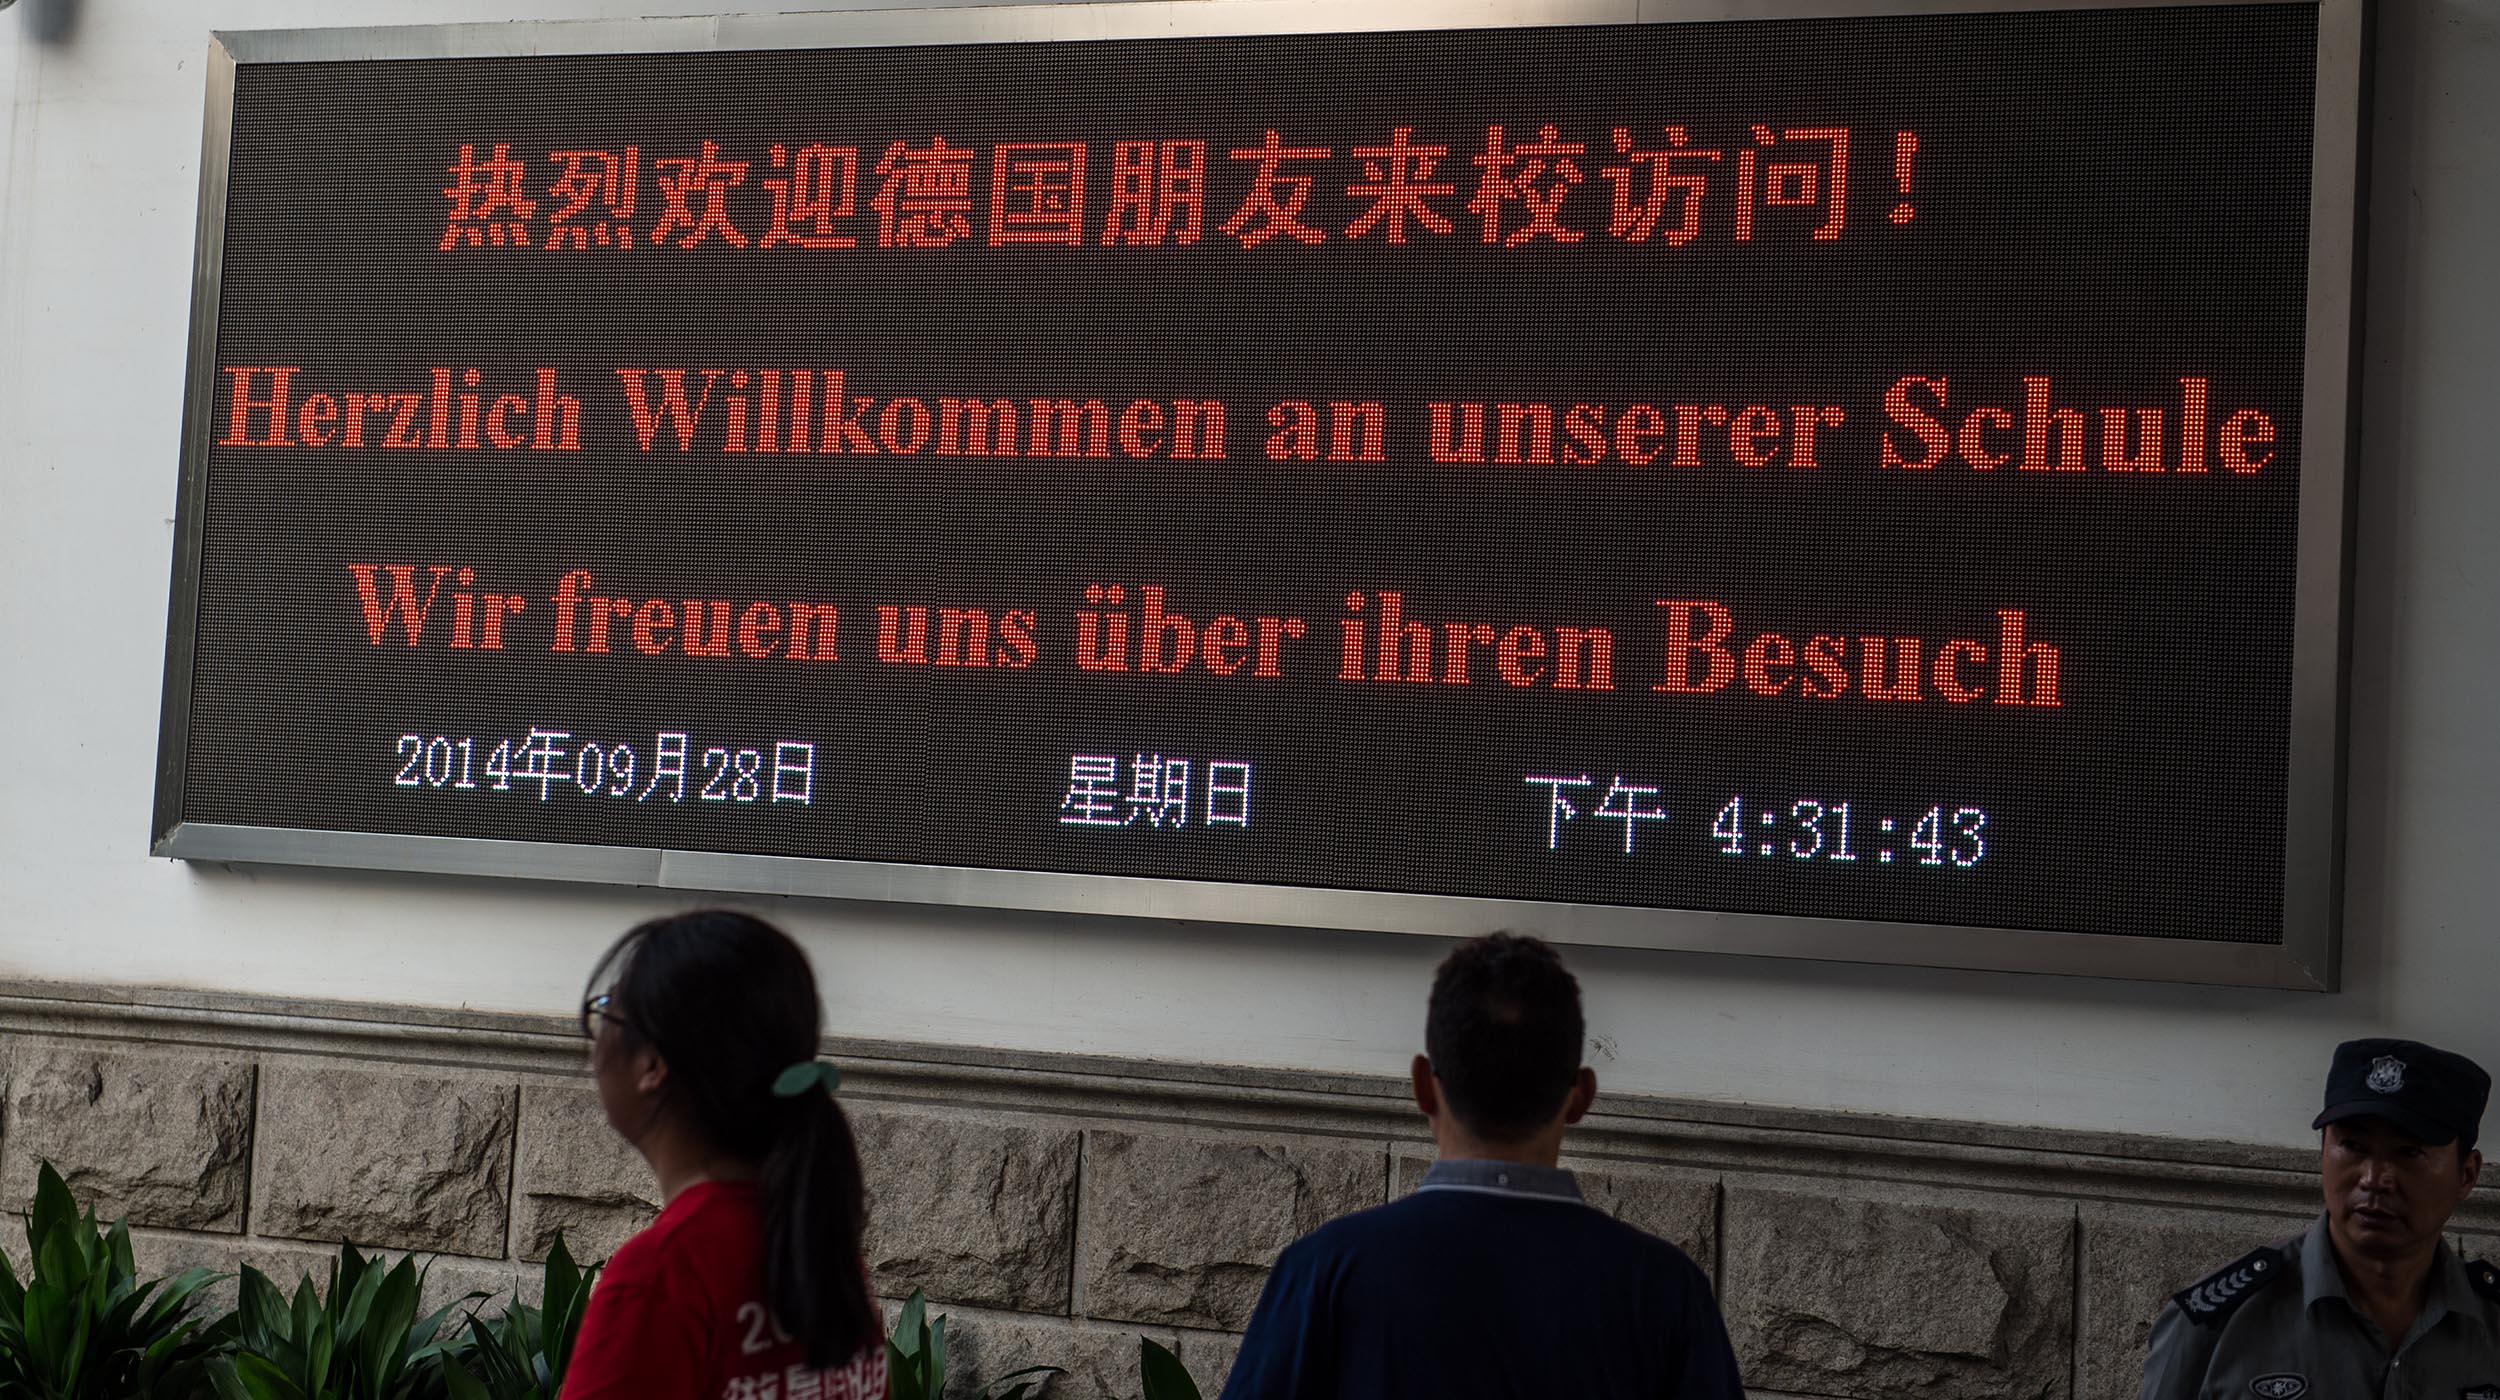 热烈欢迎德国朋友来校访问！
Herzlich Willkommen an unserer Schule
Wir freuen uns über ihren Besuch
2014年09月28日 星期日 下午 4:31:43